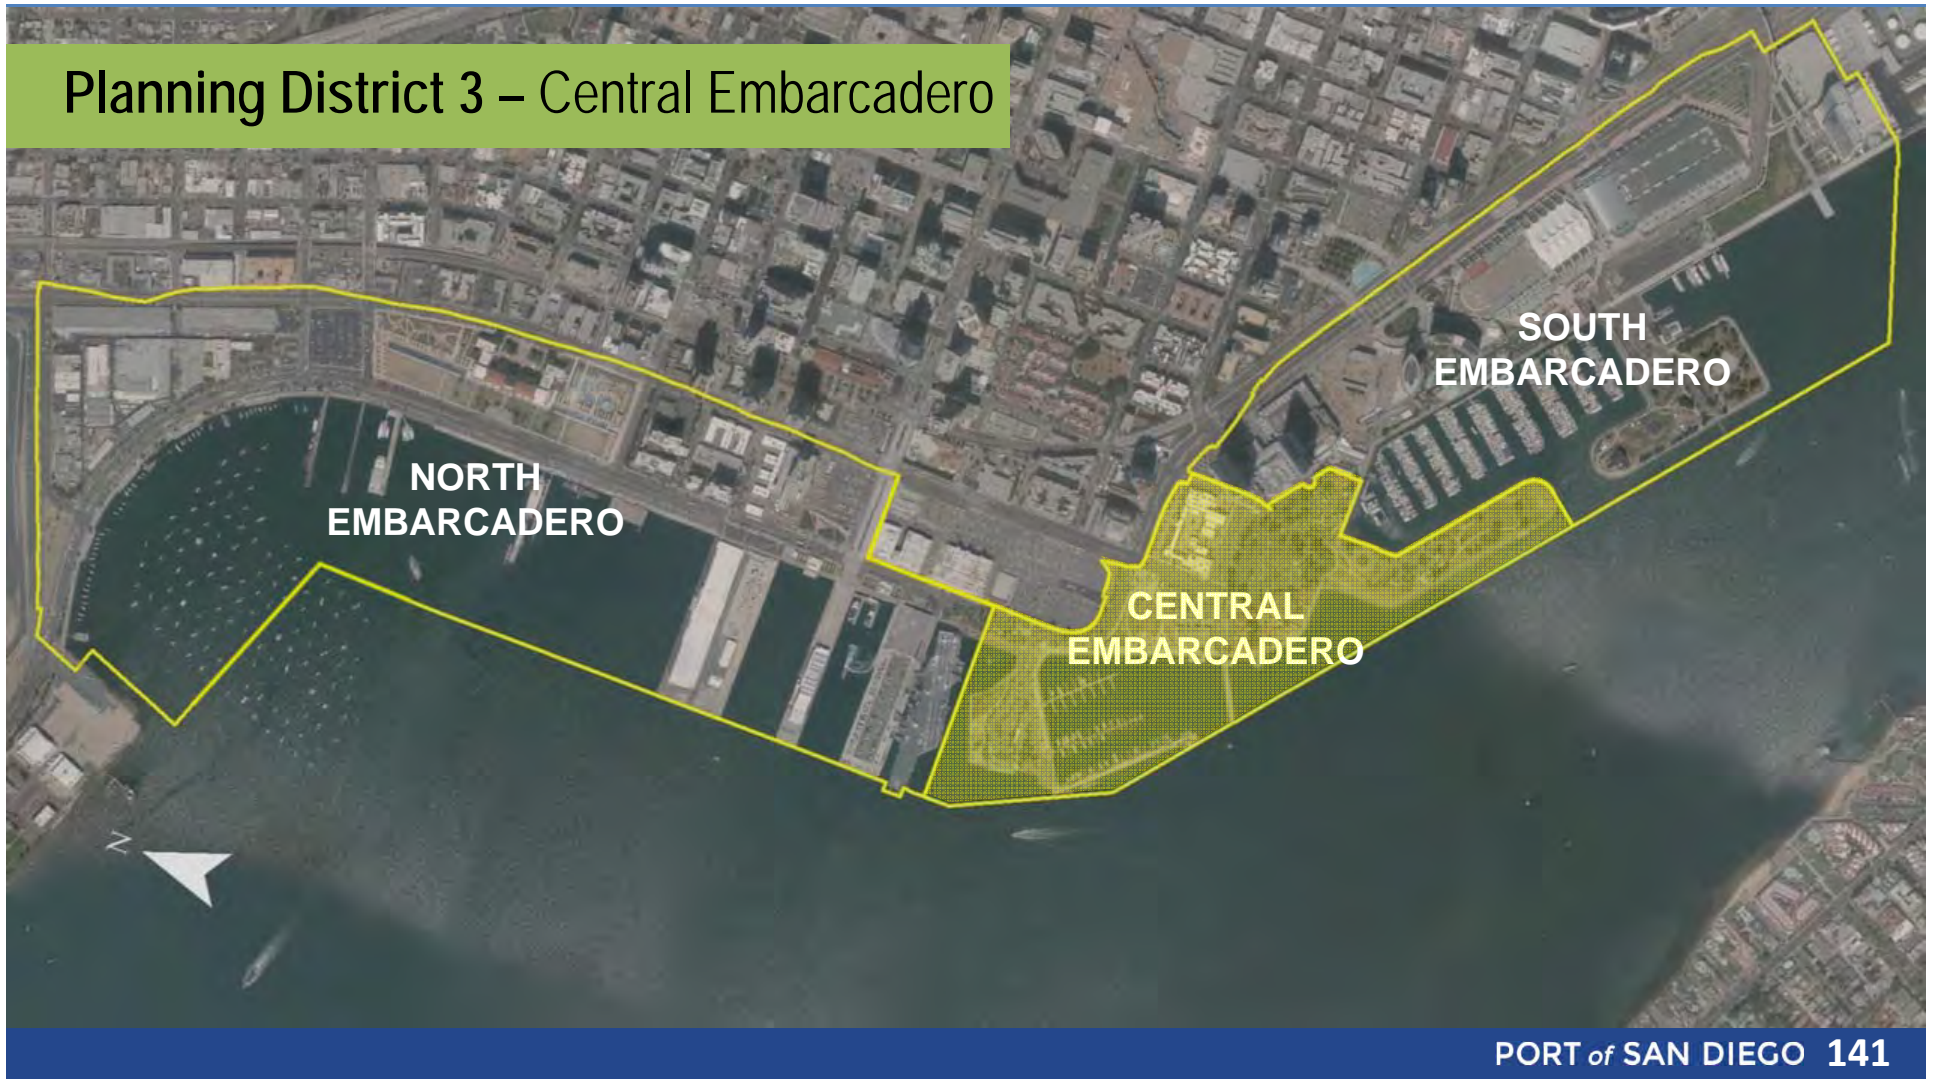 Planning District 3 – Central Embarcadero
SOUTH
EMBARCADERO
NORTH
EMBARCADERO
CENTRAL
EMBARCADERO
N
PORT of SAN DIEGO 141